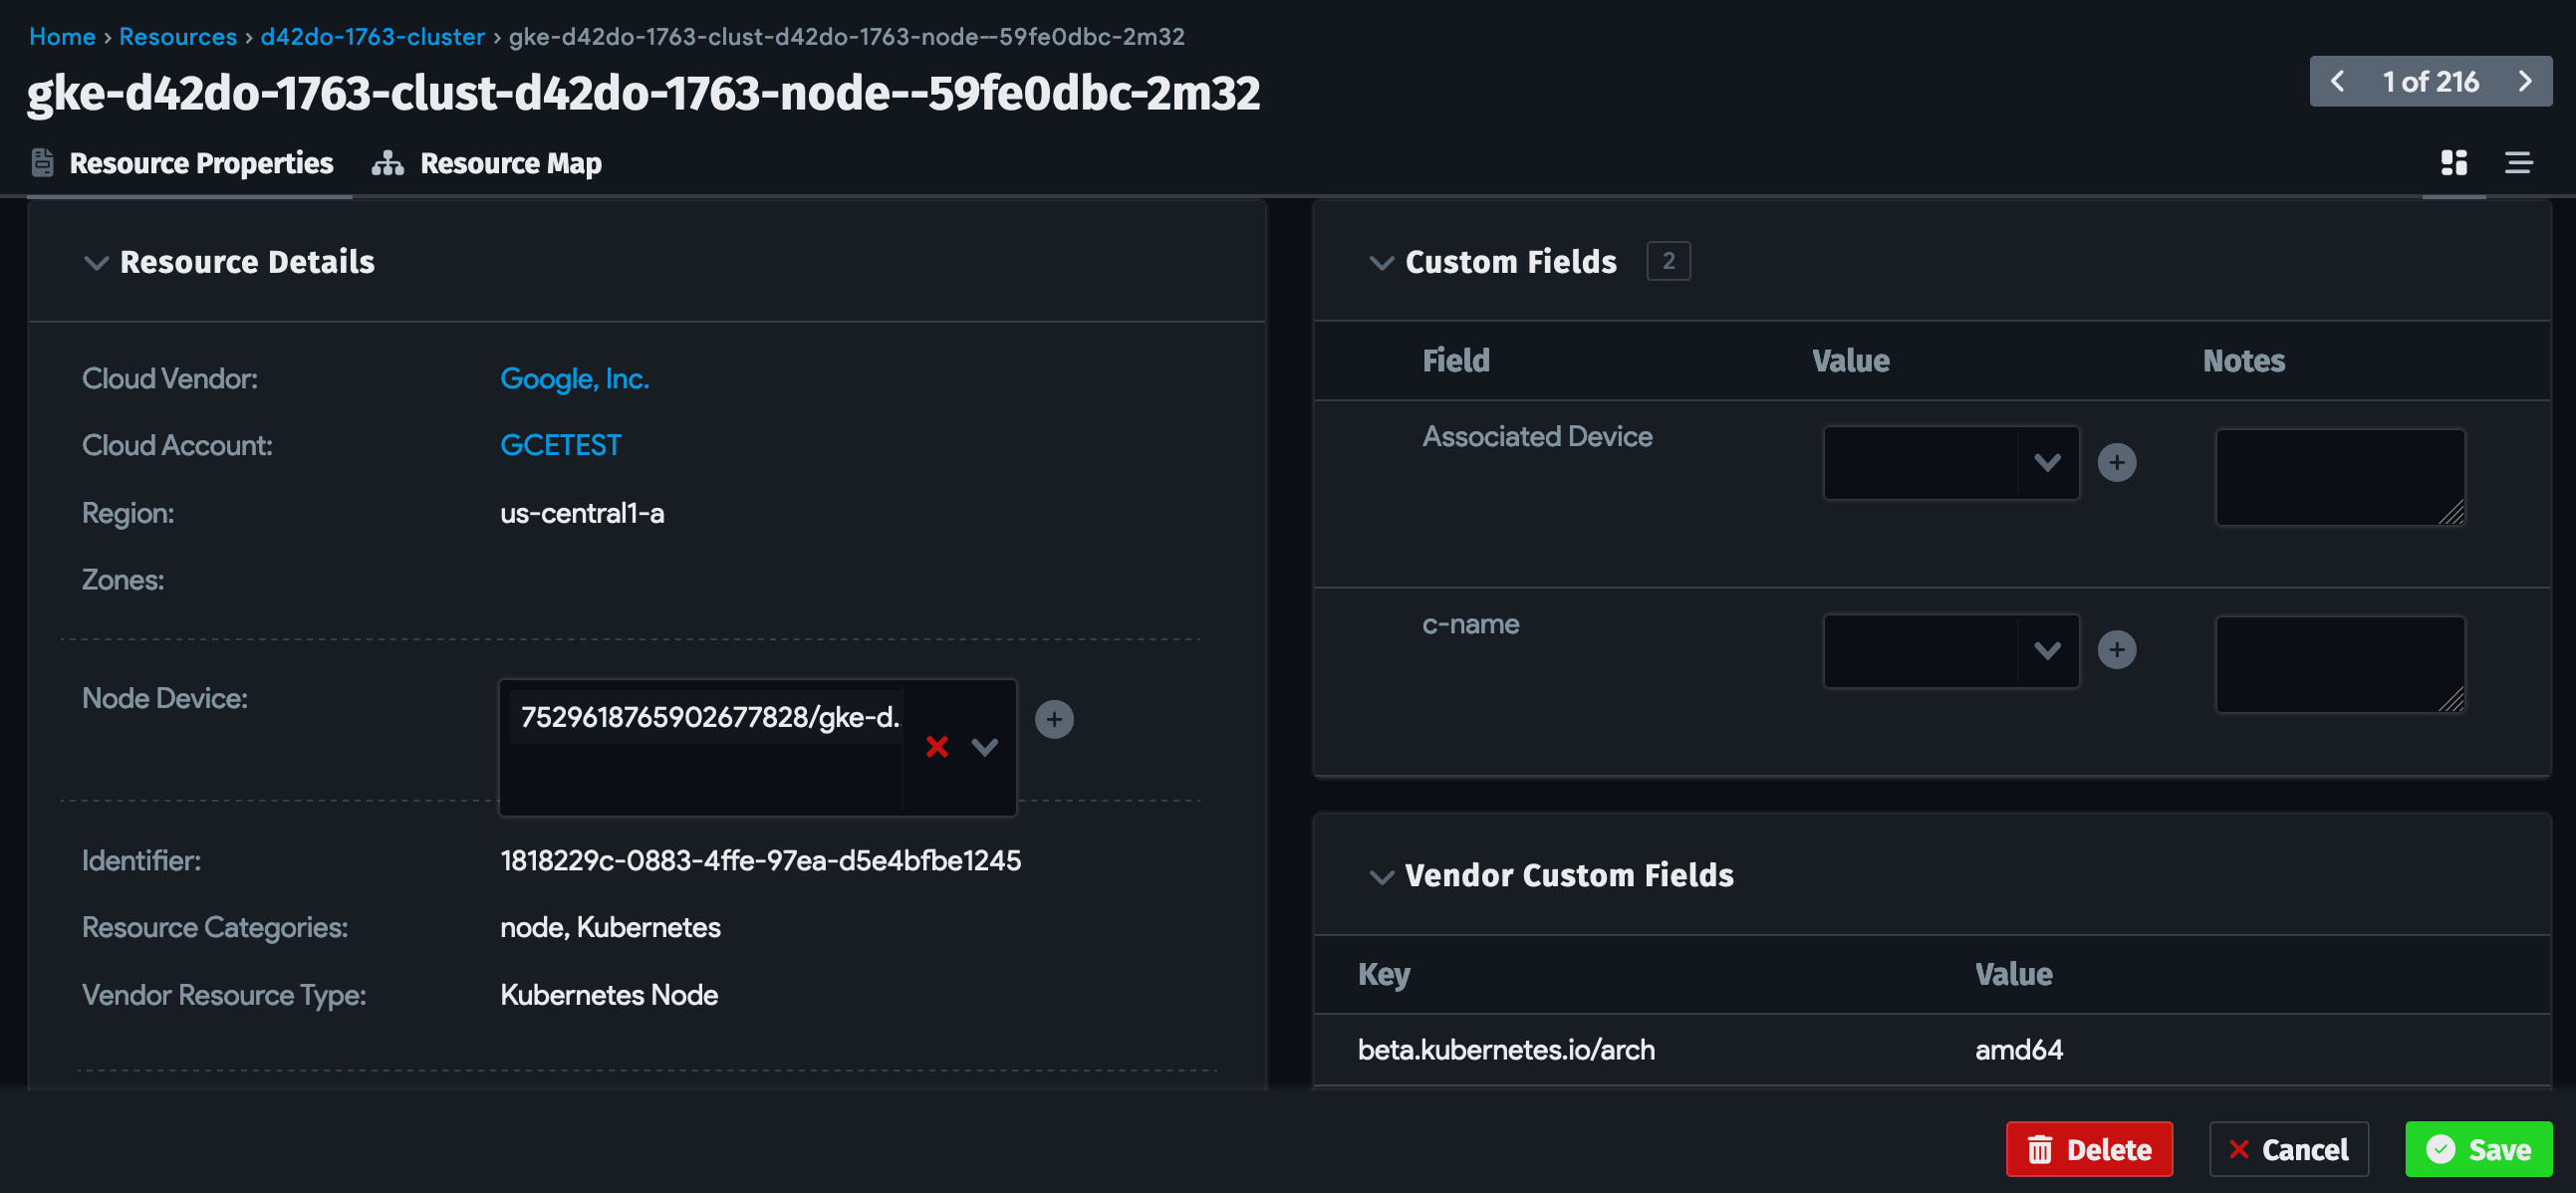 Home › Resources › d42do-1763-cluster › gke-d42do-1763-clust-d42do-1763-node--59fe0dbc-2m32
gke-d42do-1763-clust-d42do-1763-node--59fe0dbc-2m32
1 of 216
Resource Properties
Resource Map
Resource Details
Cloud Vendor: Google, Inc.
Cloud Account: GCETEST
Region: us-central1-a
Zones:
Node Device: 7529618765902677828/gke-d.
Identifier: 1818229c-0883-4ffe-97ea-d5e4bfbe1245
Resource Categories: node, Kubernetes
Vendor Resource Type: Kubernetes Node
Custom Fields 2
Field Value Notes
Associated Device
c-name
Vendor Custom Fields
Key Value
beta.kubernetes.io/arch amd64
Delete
Cancel
Save